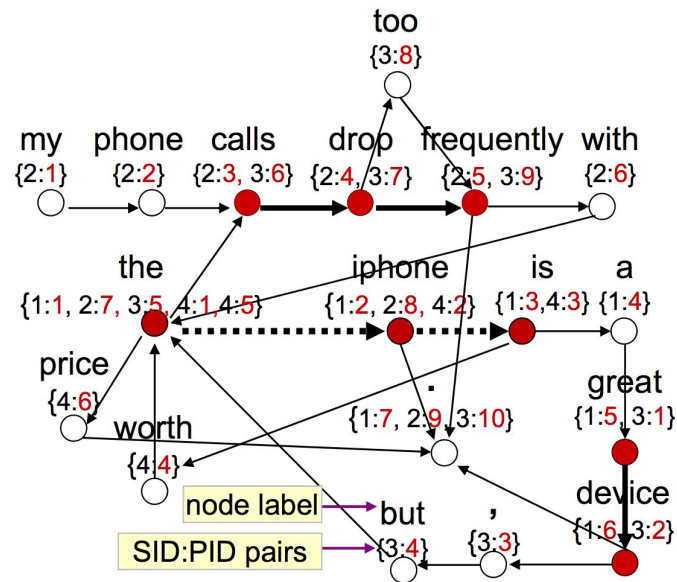 too
{3:8}
my phone calls drop frequently with
{2:1} {2:2} {2:3, 3:6} {2:4, 3:7} {2:5, 3:9} {2:6}
the iphone is a
{1:1, 2:7, 3:5, 4:1,4:5} {1:2, 2:8, 4:2} {1:3,4:3} {1:4}
price . great
{4:6} {1:7, 2:9, 3:10} {1:5, 3:1}
worth
{4:4}
node label but , device
SID:PID pairs {3:4} {3:3} {1:6, 3:2}